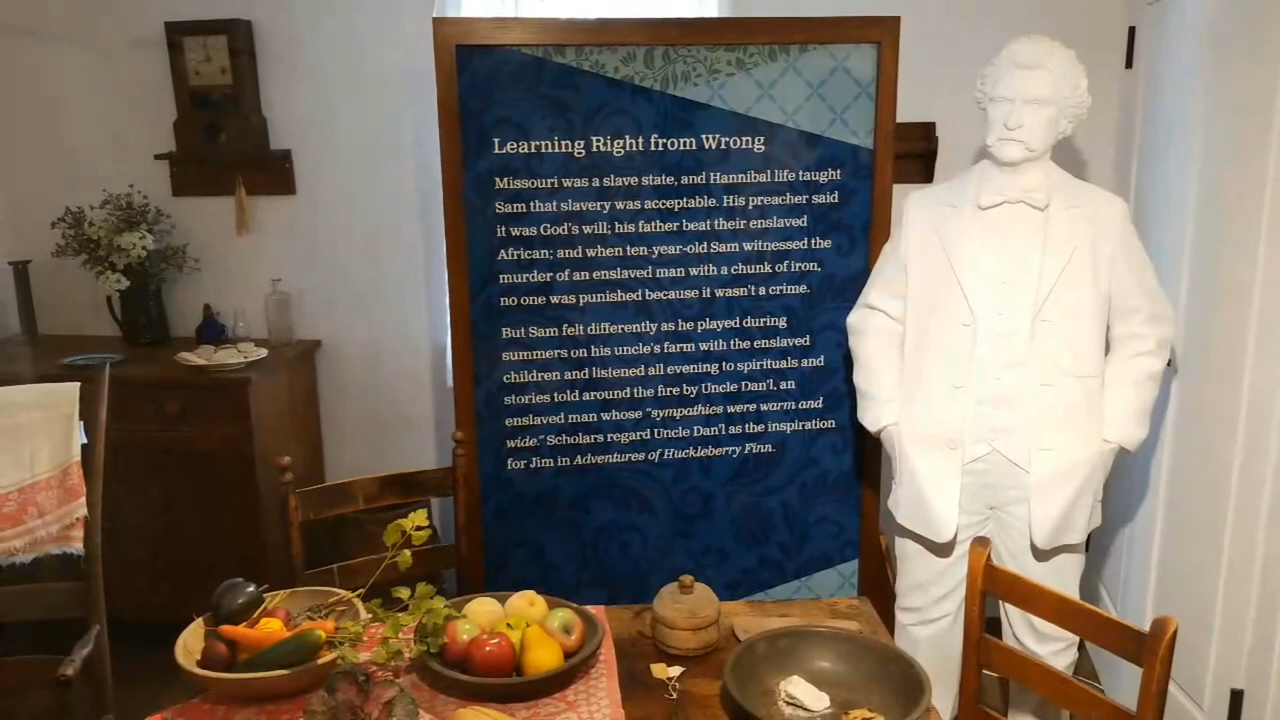 Learning Right from Wrong
Missouri was a slave state, and Hannibal life taught
Sam that slavery was acceptable. His preacher said
it was God's will; his father beat their enslaved
African; and when ten-year-old Sam witnessed the
murder of an enslaved man with a chunk of iron,
no one was punished because it wasn't a crime.
But Sam felt differently as he played during
summers on his uncle's farm with the enslaved
children and listened all evening to spirituals and
stories told around the fire by Uncle Dan'l, an
enslaved man whose "sympathies were warm and
wide." Scholars regard Uncle Dan'l as the inspiration
for Jim in Adventures of Huckleberry Finn.